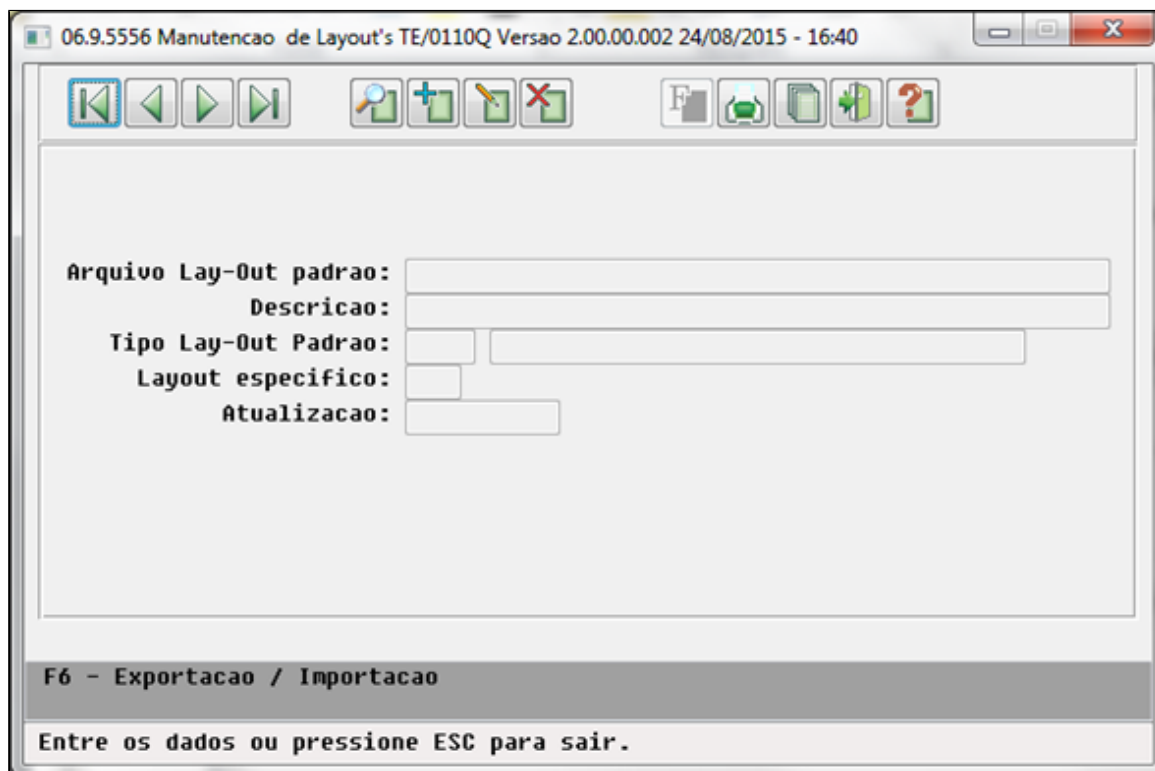 06.9.5556 Manutencao de Layout's TE/0110Q Versao 2.00.00.002 24/08/2015 - 16:40
F
Arquivo Lay-Out padrao:
Descricao:
Tipo Lay-Out Padrao:
Layout especifico:
Atualizacao:
F6 - Exportacao / Importacao
Entre os dados ou pressione ESC para sair.